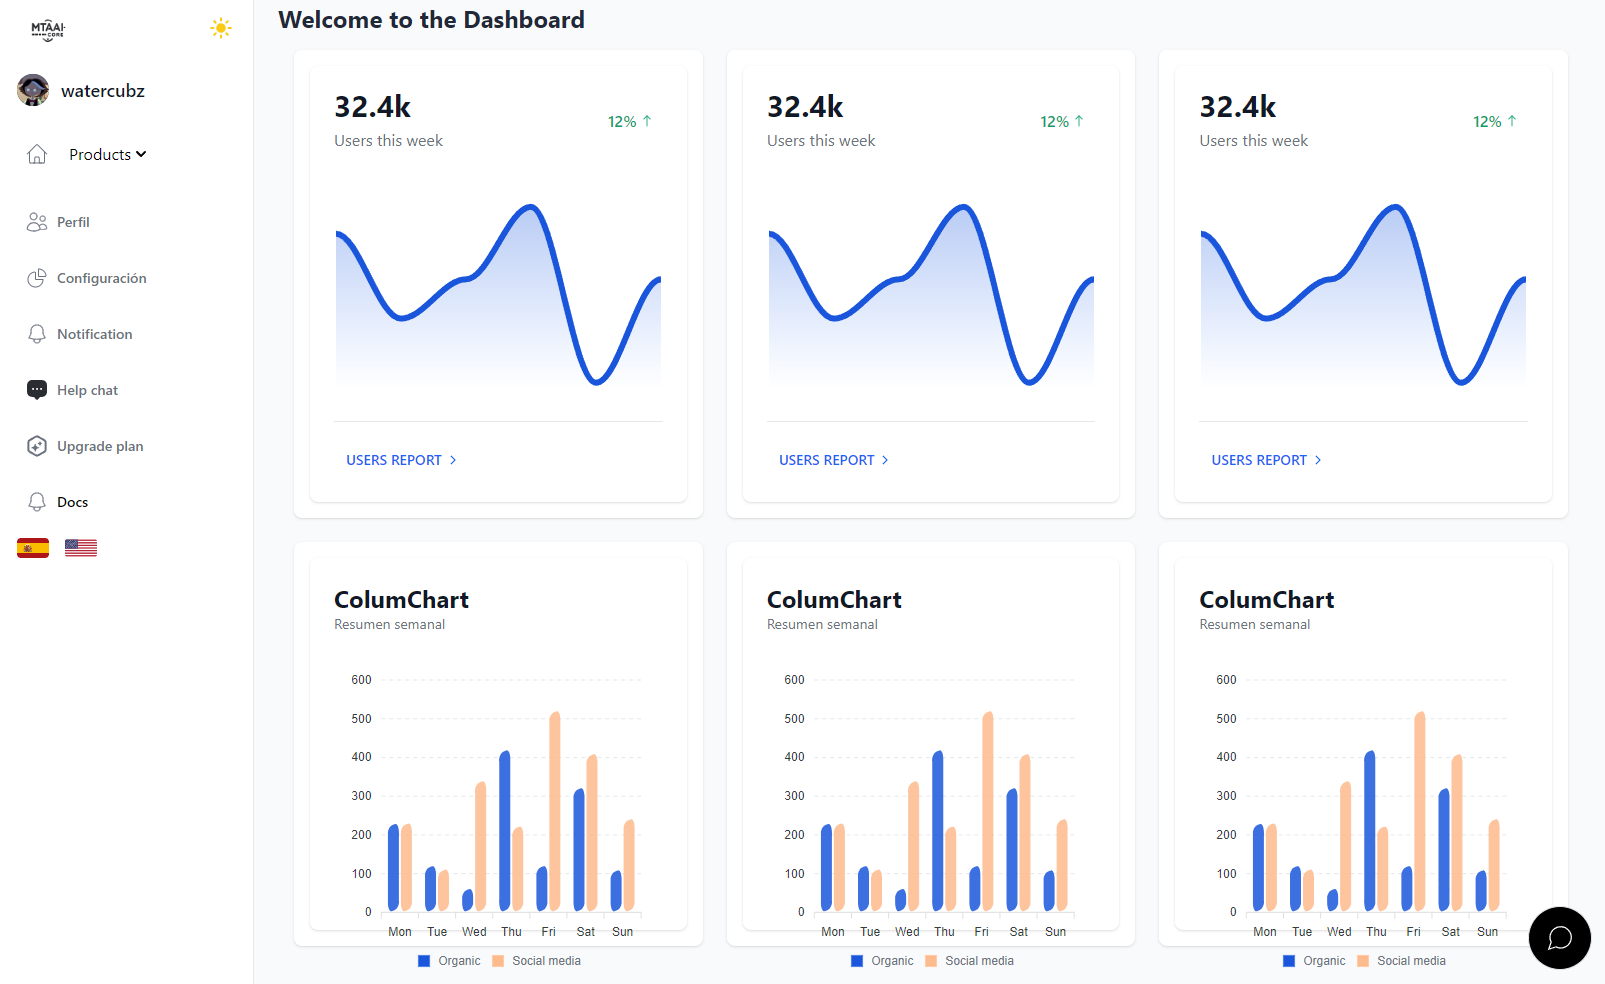 MTAAI
CORE
watercubz
Products
Perfil
Configuración
Notification
Help chat
Upgrade plan
Docs
Welcome to the Dashboard
32.4k
Users this week
12%
USERS REPORT
32.4k
Users this week
12%
USERS REPORT
32.4k
Users this week
12%
USERS REPORT
ColumChart
Resumen semanal
600
500
400
300
200
100
0
Mon Tue Wed Thu Fri Sat Sun
Organic Social media
ColumChart
Resumen semanal
600
500
400
300
200
100
0
Mon Tue Wed Thu Fri Sat Sun
Organic Social media
ColumChart
Resumen semanal
600
500
400
300
200
100
0
Mon Tue Wed Thu Fri Sat Sun
Organic Social media